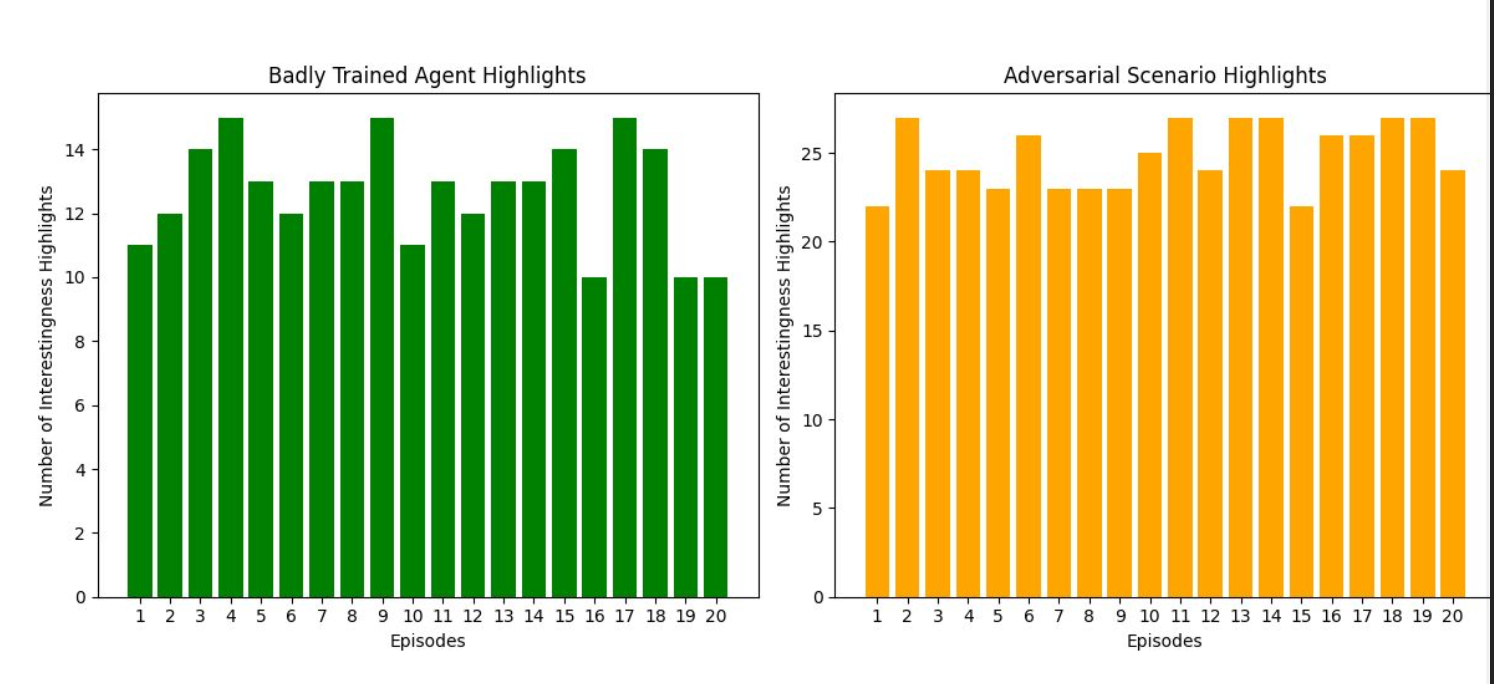 Badly Trained Agent Highlights
Number of Interestingness Highlights
14
12
10
8
6
4
2
0
1 2 3 4 5 6 7 8 9 10 11 12 13 14 15 16 17 18 19 20
Episodes
Adversarial Scenario Highlights
Number of Interestingness Highlights
25
20
15
10
5
0
1 2 3 4 5 6 7 8 9 10 11 12 13 14 15 16 17 18 19 20
Episodes